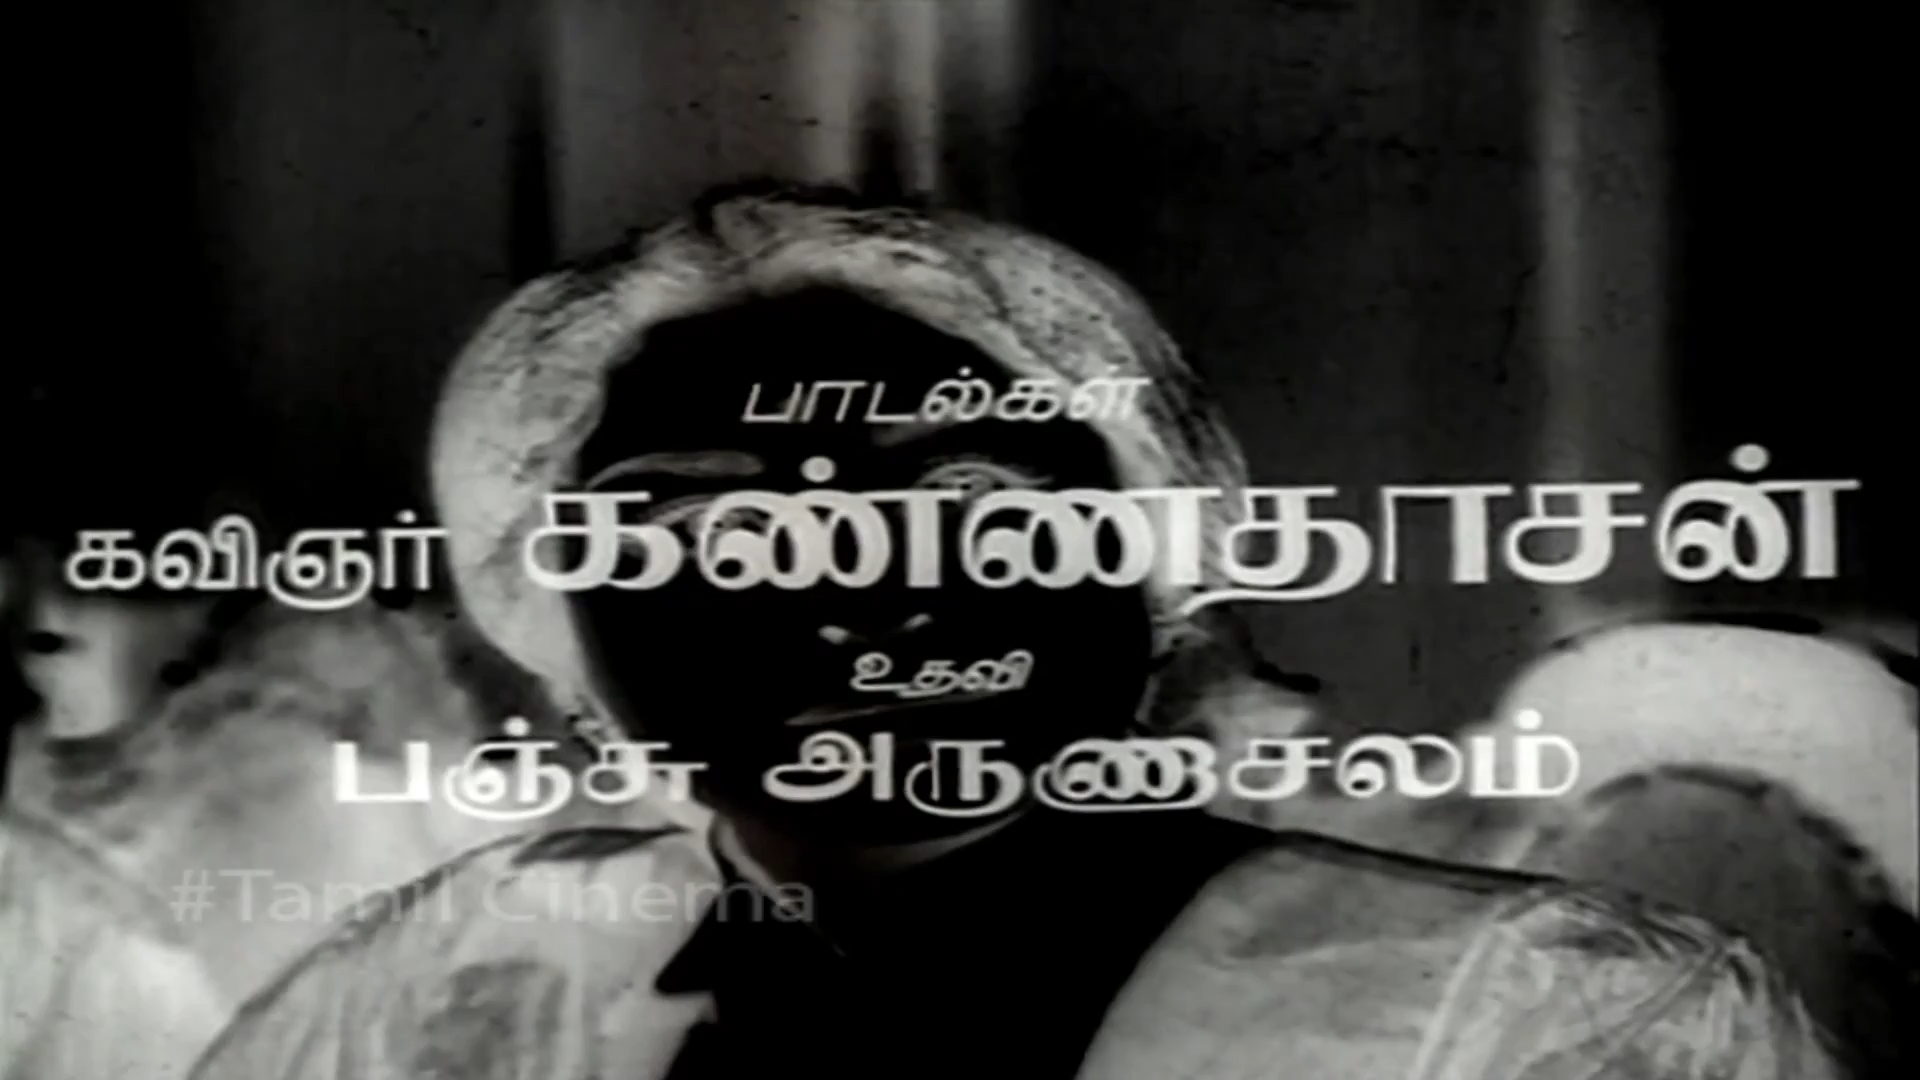 பாடல்கள்
கவிஞர் கண்ணதாசன்
உதவி
பஞ்சு அருணாசலம்
#Tamil Cinema